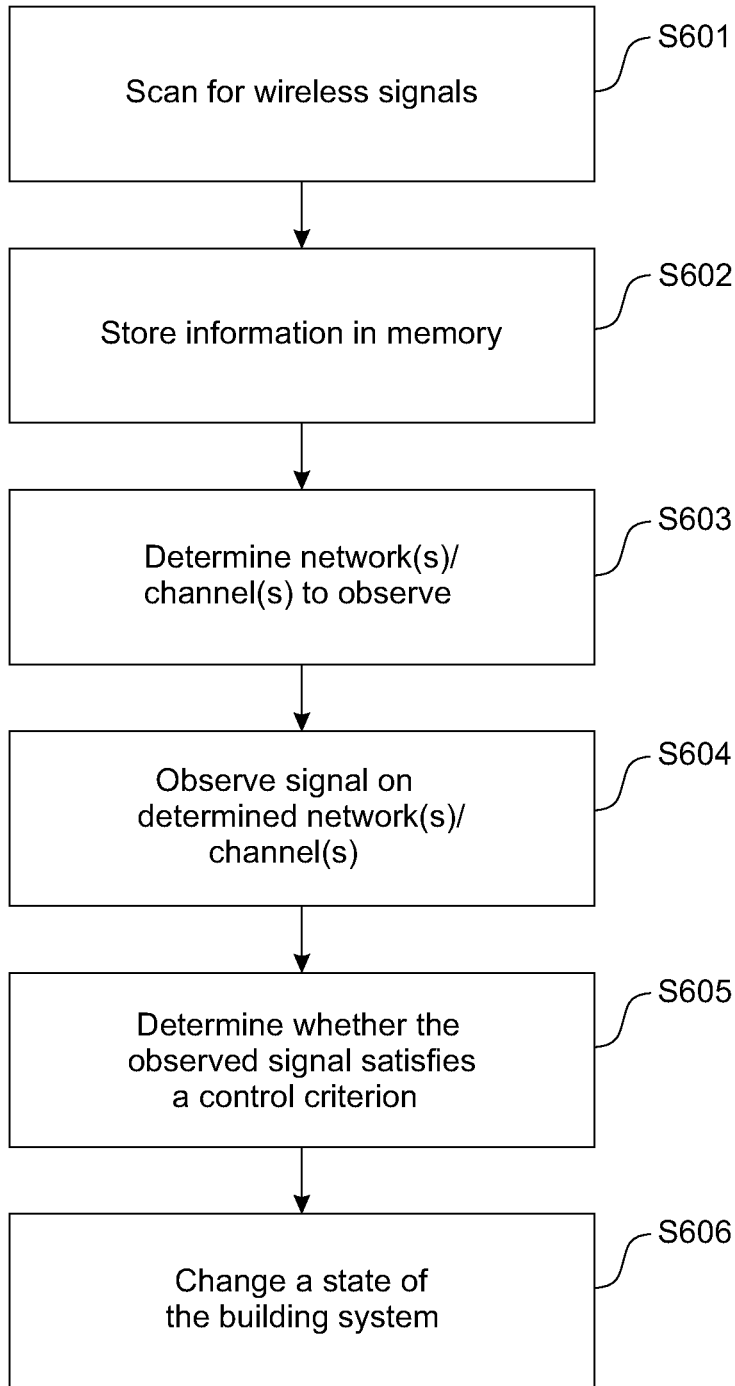 Scan for wireless signals
S601
Store information in memory
S602
Determine network(s)/
channel(s) to observe
S603
Observe signal on
determined network(s)/
channel(s)
S604
Determine whether the
observed signal satisfies
a control criterion
S605
Change a state of
the building system
S606